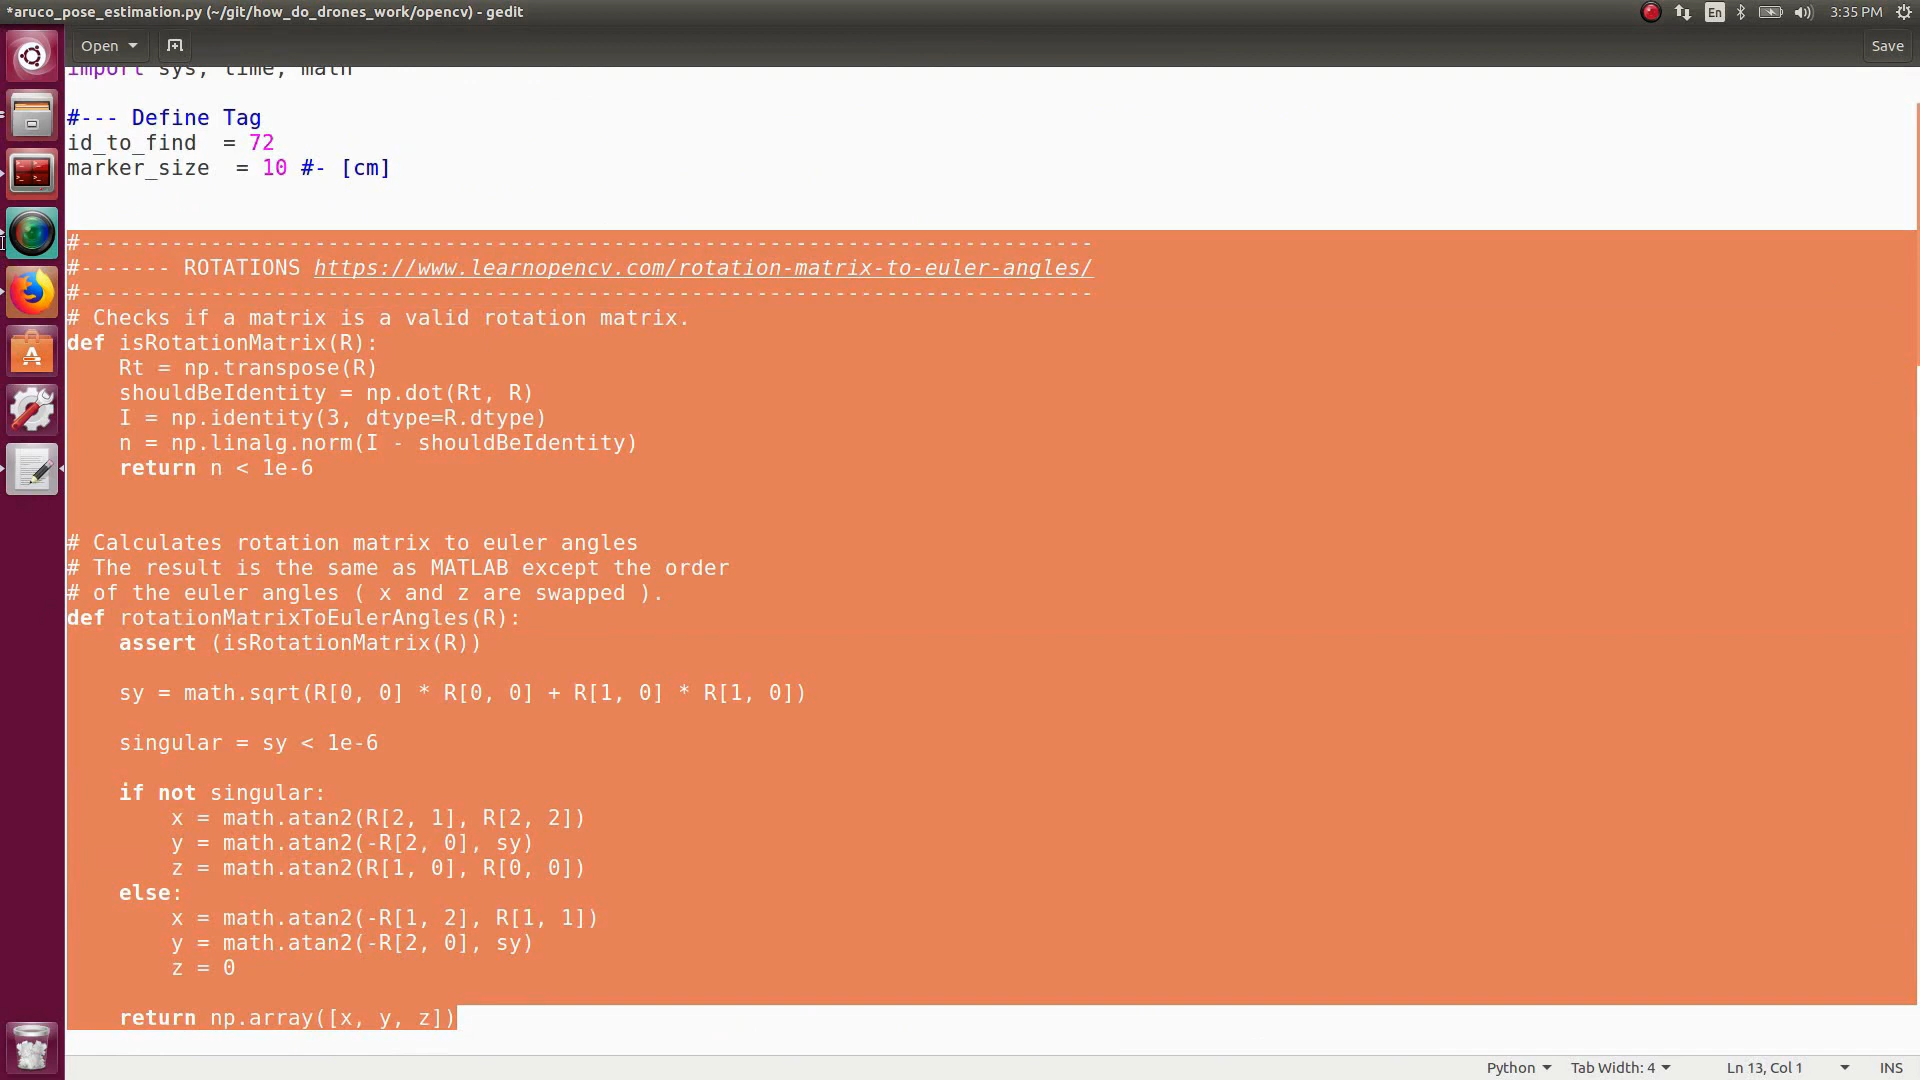 *aruco_pose_estimation.py (~/git/how_do_drones_work/opencv) - gedit
En
3:35 PM
Open
Save
import sys, time, math
#--- Define Tag
id_to_find  = 72
marker_size  = 10 #- [cm]
#------------------------------------------------------------------------------
#------- ROTATIONS https://www.learnopencv.com/rotation-matrix-to-euler-angles/
#------------------------------------------------------------------------------
# Checks if a matrix is a valid rotation matrix.
def isRotationMatrix(R):
    Rt = np.transpose(R)
    shouldBeIdentity = np.dot(Rt, R)
    I = np.identity(3, dtype=R.dtype)
    n = np.linalg.norm(I - shouldBeIdentity)
    return n < 1e-6
# Calculates rotation matrix to euler angles
# The result is the same as MATLAB except the order
# of the euler angles ( x and z are swapped ).
def rotationMatrixToEulerAngles(R):
    assert (isRotationMatrix(R))
    sy = math.sqrt(R[0, 0] * R[0, 0] + R[1, 0] * R[1, 0])
    singular = sy < 1e-6
    if not singular:
        x = math.atan2(R[2, 1], R[2, 2])
        y = math.atan2(-R[2, 0], sy)
        z = math.atan2(R[1, 0], R[0, 0])
    else:
        x = math.atan2(-R[1, 2], R[1, 1])
        y = math.atan2(-R[2, 0], sy)
        z = 0
    return np.array([x, y, z])
Python
Tab Width: 4
Ln 13, Col 1
INS